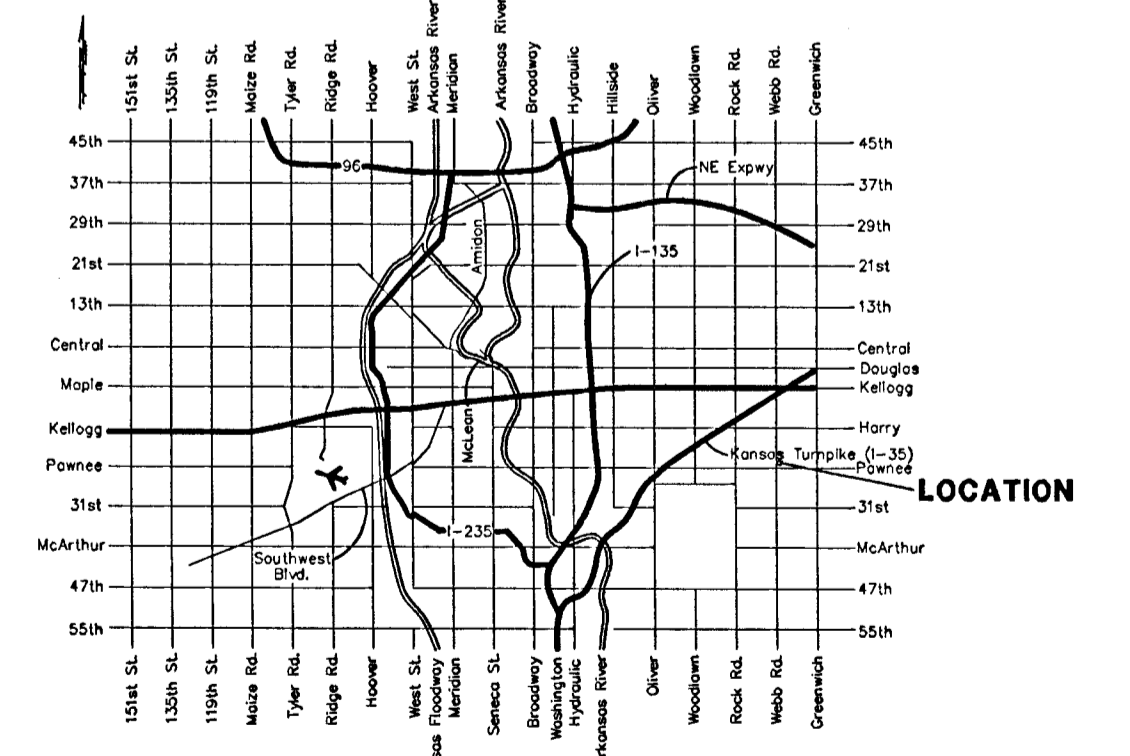 151st St.
135th St.
119th St.
Maize Rd.
Tyler Rd.
Ridge Rd.
Hoover
West St.
Arkansas River
Meridian
Arkansas River
Broadway
Hydraulic
Hillside
Oliver
Woodlawn
Rock Rd.
Webb Rd.
Greenwich
45th
45th
96
NE Expwy
37th
37th
29th
29th
Amidon
I-135
21st
21st
13th
13th
Central
Central
Douglas
Maple
Kellogg
McLean
Kellogg
Harry
Kansas Turnpike (I-35)
Pawnee
Pawnee
LOCATION
31st
31st
I-235
McArthur
McArthur
Southwest
Blvd.
47th
47th
55th
55th
151st St.
135th St.
119th St.
Maize Rd.
Tyler Rd.
Ridge Rd.
Hoover
West St.
Floodway
Meridian
Seneca St.
Broadway
Washington
Hydraulic
River
Oliver
Woodlawn
Rock Rd.
Webb Rd.
Greenwich